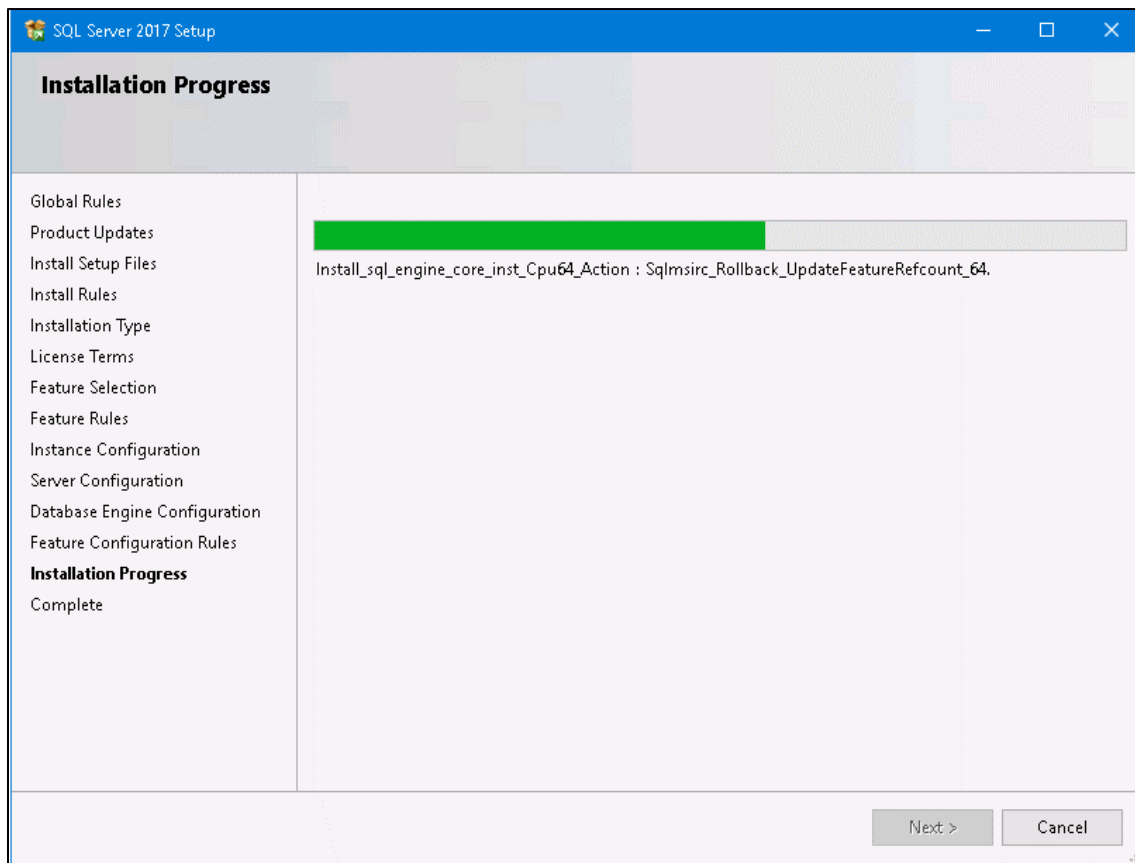 SQL Server 2017 Setup
Installation Progress
Global Rules
Product Updates
Install Setup Files
Install Rules
Installation Type
License Terms
Feature Selection
Feature Rules
Instance Configuration
Server Configuration
Database Engine Configuration
Feature Configuration Rules
Installation Progress
Complete
Install_sql_engine_core_inst_Cpu64_Action : Sqlmsirc_Rollback_UpdateFeatureRefcount_64.
Next >
Cancel